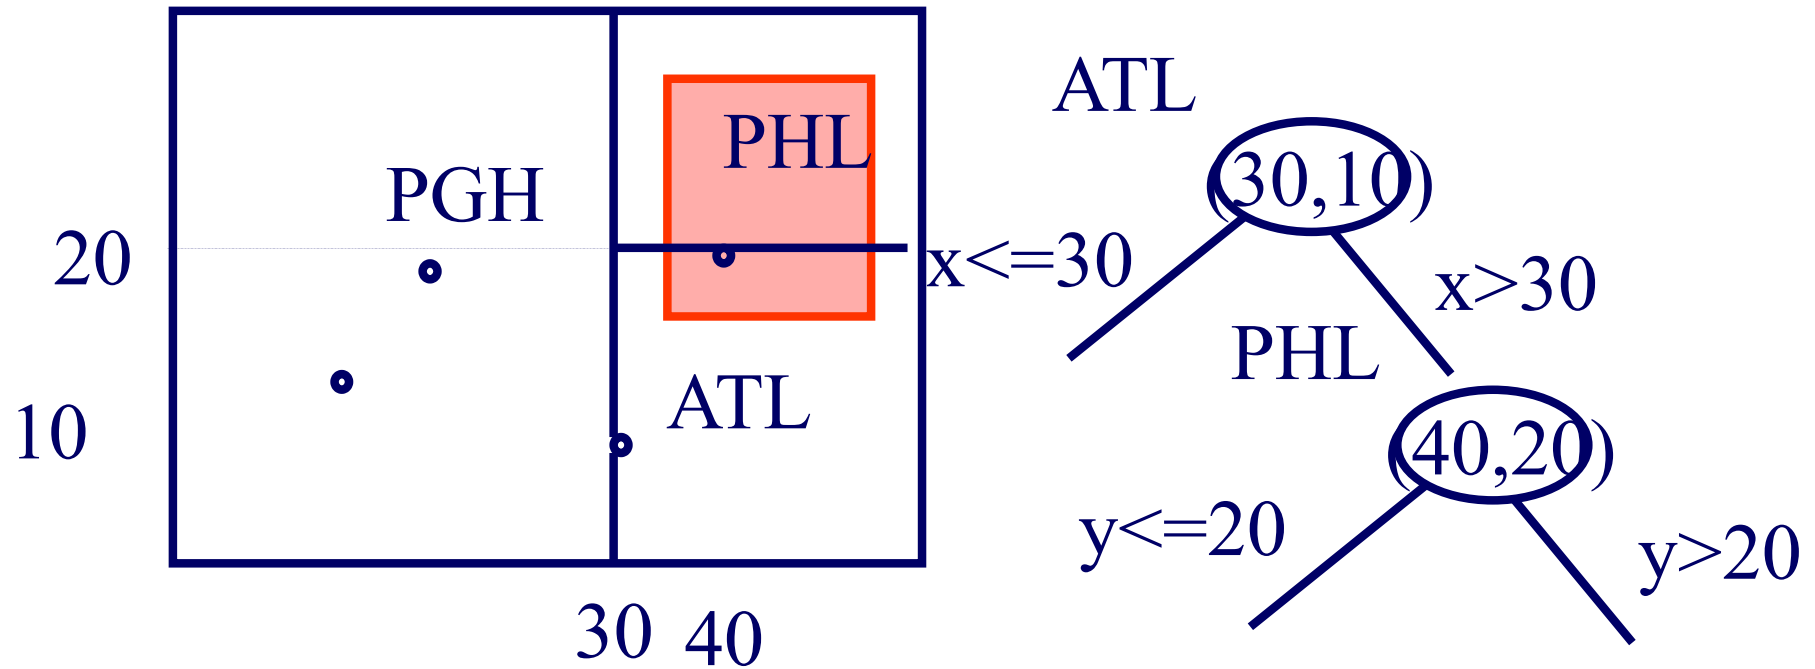 PHL
PGH
20
10
ATL
30
40
ATL
(30,10)
x<=30
x>30
PHL
(40,20)
y<=20
y>20